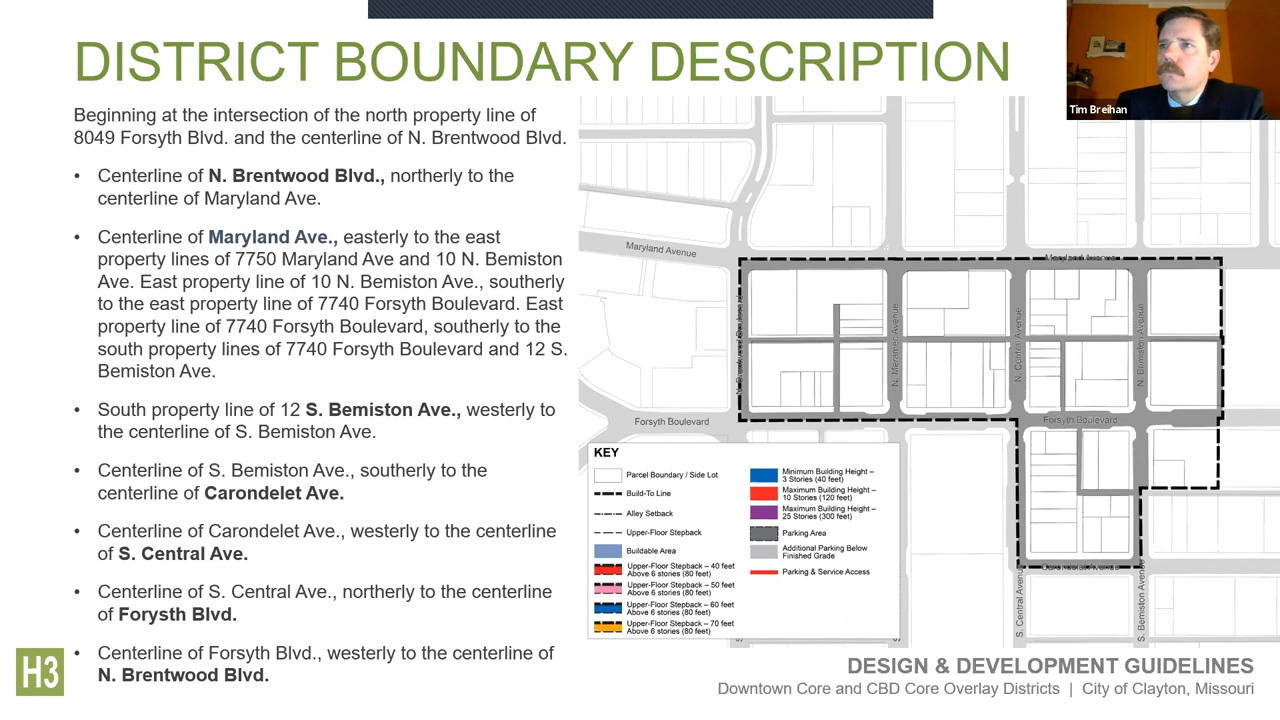 DISTRICT BOUNDARY DESCRIPTION
Tim Breihan
Beginning at the intersection of the north property line of
8049 Forsyth Blvd. and the centerline of N. Brentwood Blvd.
• Centerline of N. Brentwood Blvd., northerly to the
centerline of Maryland Ave.
• Centerline of Maryland Ave., easterly to the east
property lines of 7750 Maryland Ave and 10 N. Bemiston
Ave. East property line of 10 N. Bemiston Ave., southerly
to the east property line of 7740 Forsyth Boulevard. East
property line of 7740 Forsyth Boulevard, southerly to the
south property lines of 7740 Forsyth Boulevard and 12 S.
Bemiston Ave.
• South property line of 12 S. Bemiston Ave., westerly to
the centerline of S. Bemiston Ave.
• Centerline of S. Bemiston Ave., southerly to the
centerline of Carondelet Ave.
• Centerline of Carondelet Ave., westerly to the centerline
of S. Central Ave.
Centerline of S. Central Ave., northerly to the centerline
• of Forysth Blvd.
Centerline of Forsyth Blvd., westerly to the centerline of
• N. Brentwood Blvd.
Maryland Avenue
Maryland Avenue
N. Meramec Avenue
N. Central Avenue
N. Bemiston Avenue
Forsyth Boulevard
Forsyth Boulevard
Carondelet Avenue
S. Central Avenue
S. Bemiston Avenue
KEY
Parcel Boundary / Side Lot
Build-To Line
Alley Setback
Upper-Floor Stepback
Buildable Area
Upper-Floor Stepback – 40 feet
Above 6 stories (80 feet)
Upper-Floor Stepback – 50 feet
Above 6 stories (80 feet)
Upper-Floor Stepback – 60 feet
Above 6 stories (80 feet)
Upper-Floor Stepback – 70 feet
Above 6 stories (80 feet)
Minimum Building Height –
3 Stories (40 feet)
Maximum Building Height –
10 Stories (120 feet)
Maximum Building Height –
25 Stories (300 feet)
Parking Area
Additional Parking Below
Finished Grade
Parking & Service Access
H3
DESIGN & DEVELOPMENT GUIDELINES
Downtown Core and CBD Core Overlay Districts | City of Clayton, Missouri